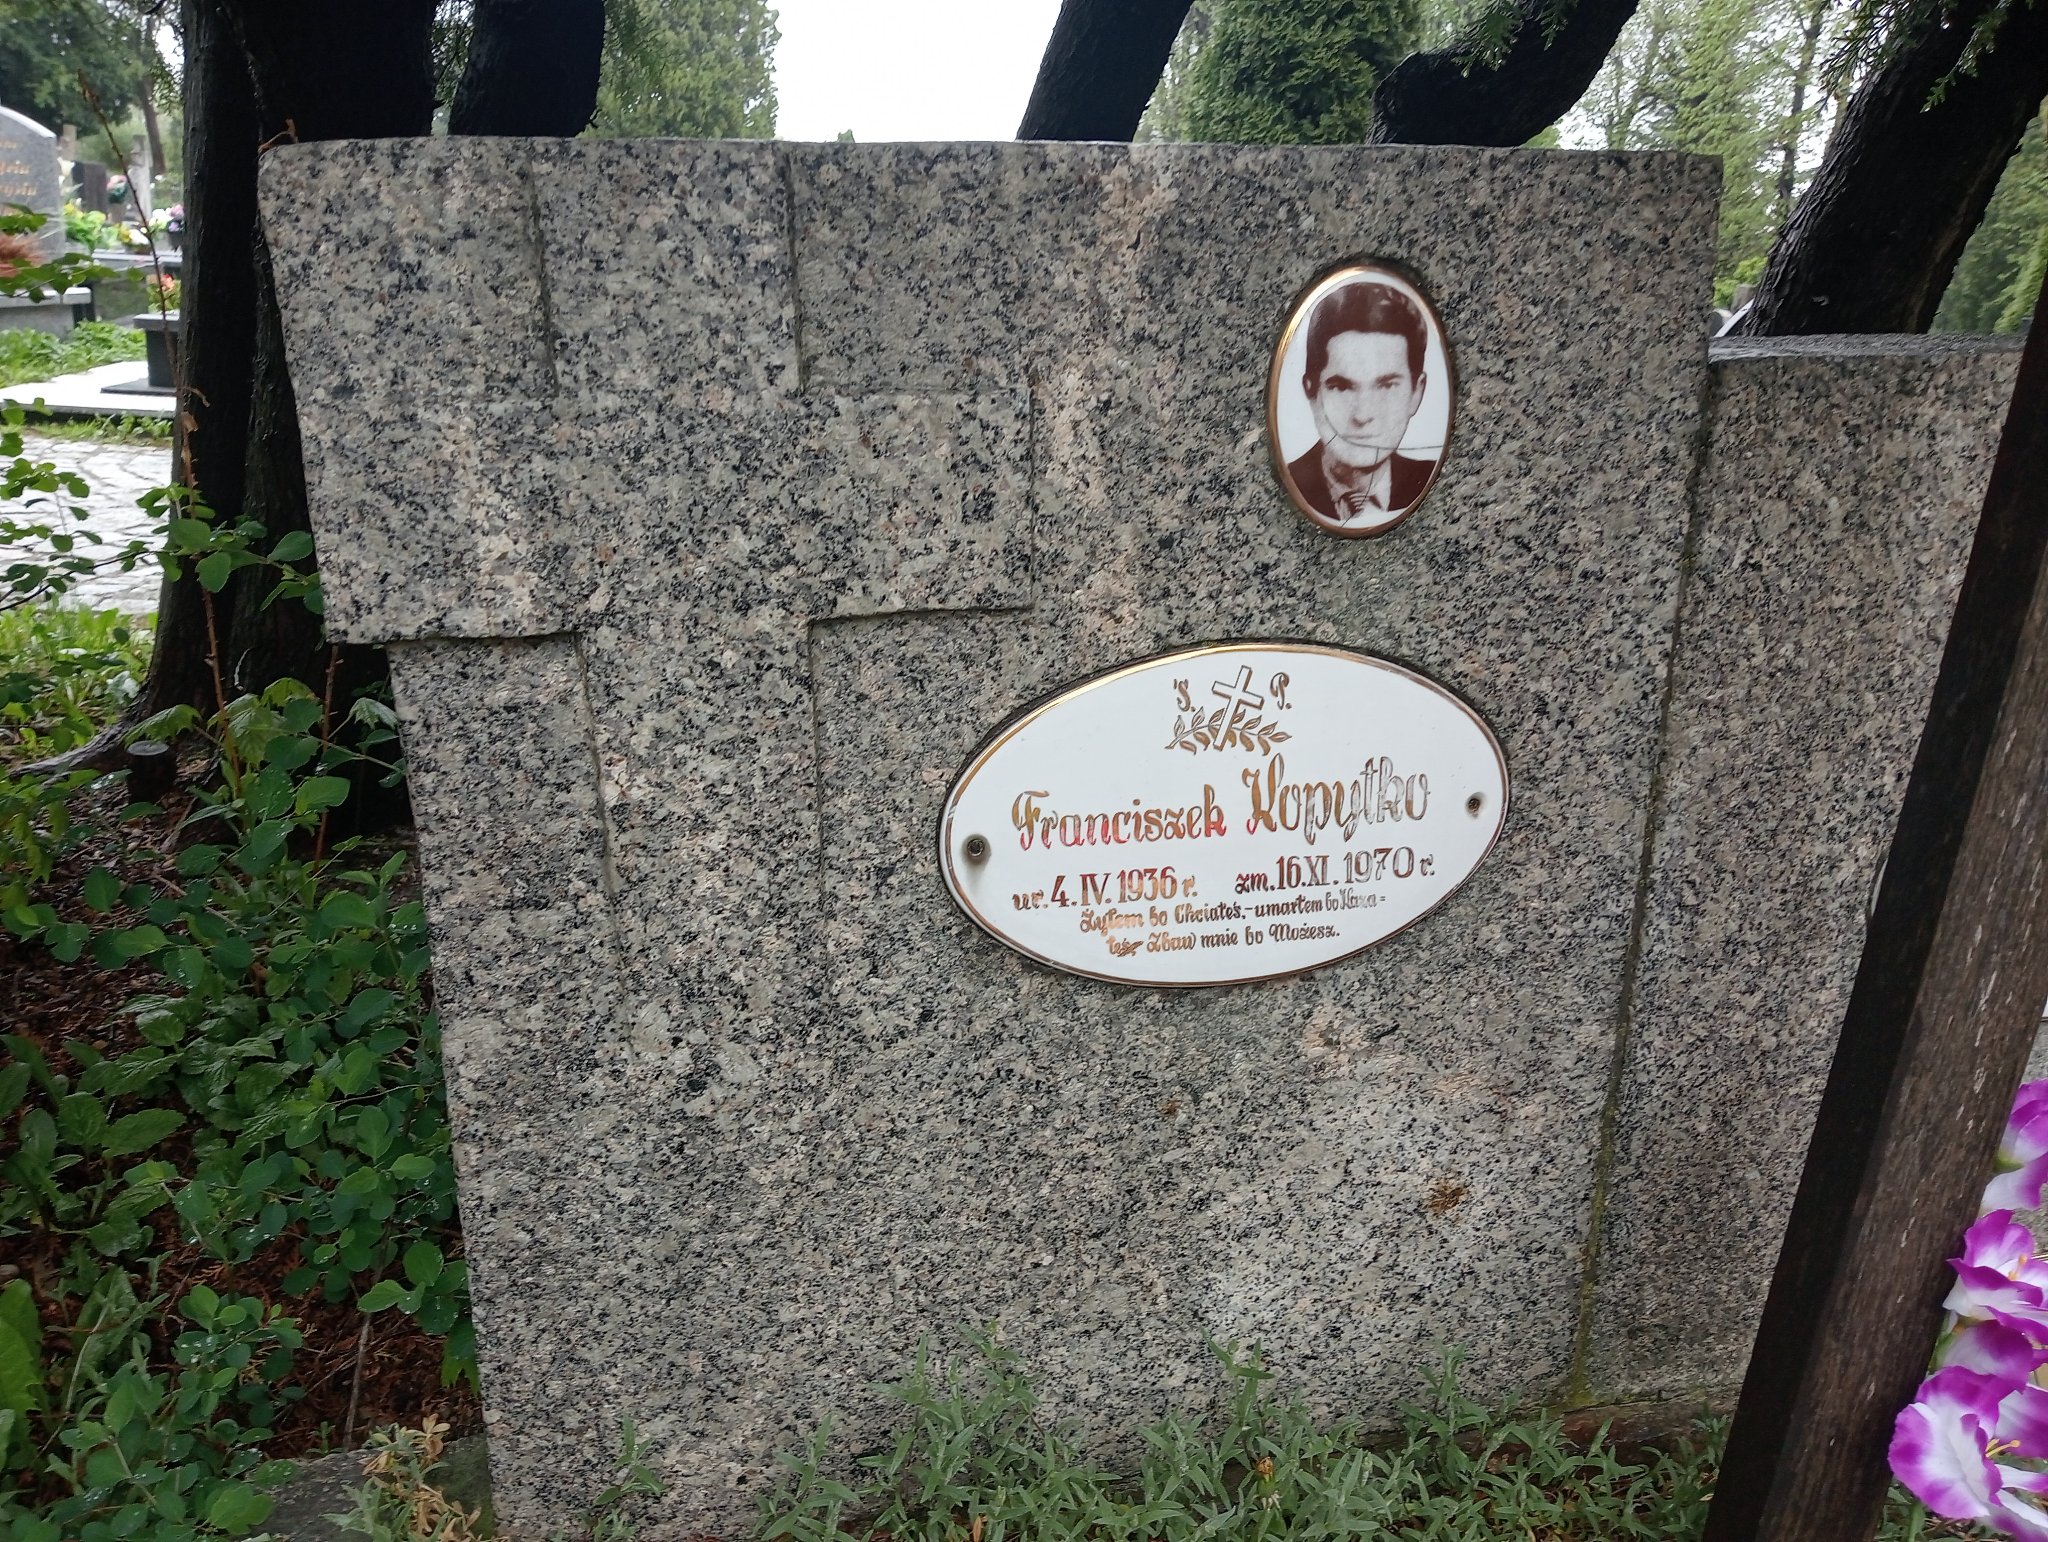 Ś. P.
Franciszek Kopytko
ur. 4. IV. 1936 r. zm. 16. XI. 1970 r.
Żyłem bo Chciałeś,-umarłem bo Kaza=
łeś, Zbaw mnie bo Możesz.